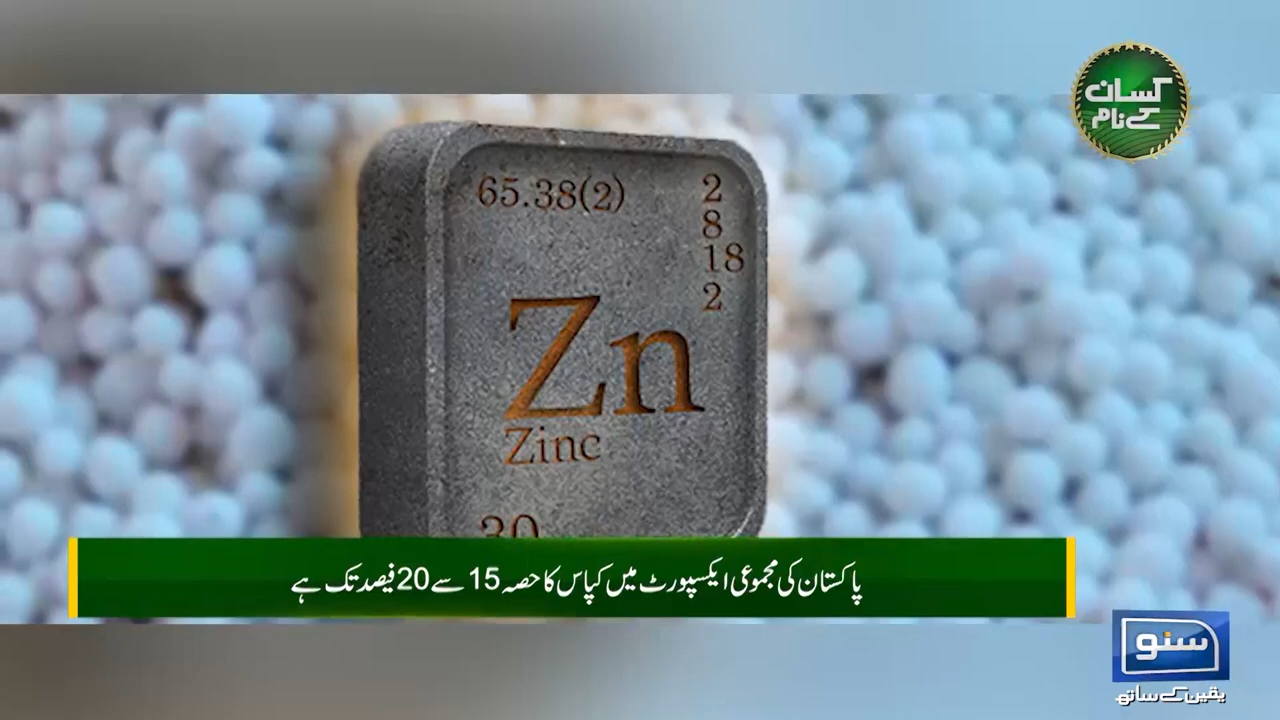 کسان
کے نام
65.38(2)
2
8
18
2
Zn
Zinc
30
پاکستان کی مجموعی ایکسپورٹ میں کپاس کا حصہ 15 سے 20 فیصد تک ہے
سنو
یقین کے ساتھ